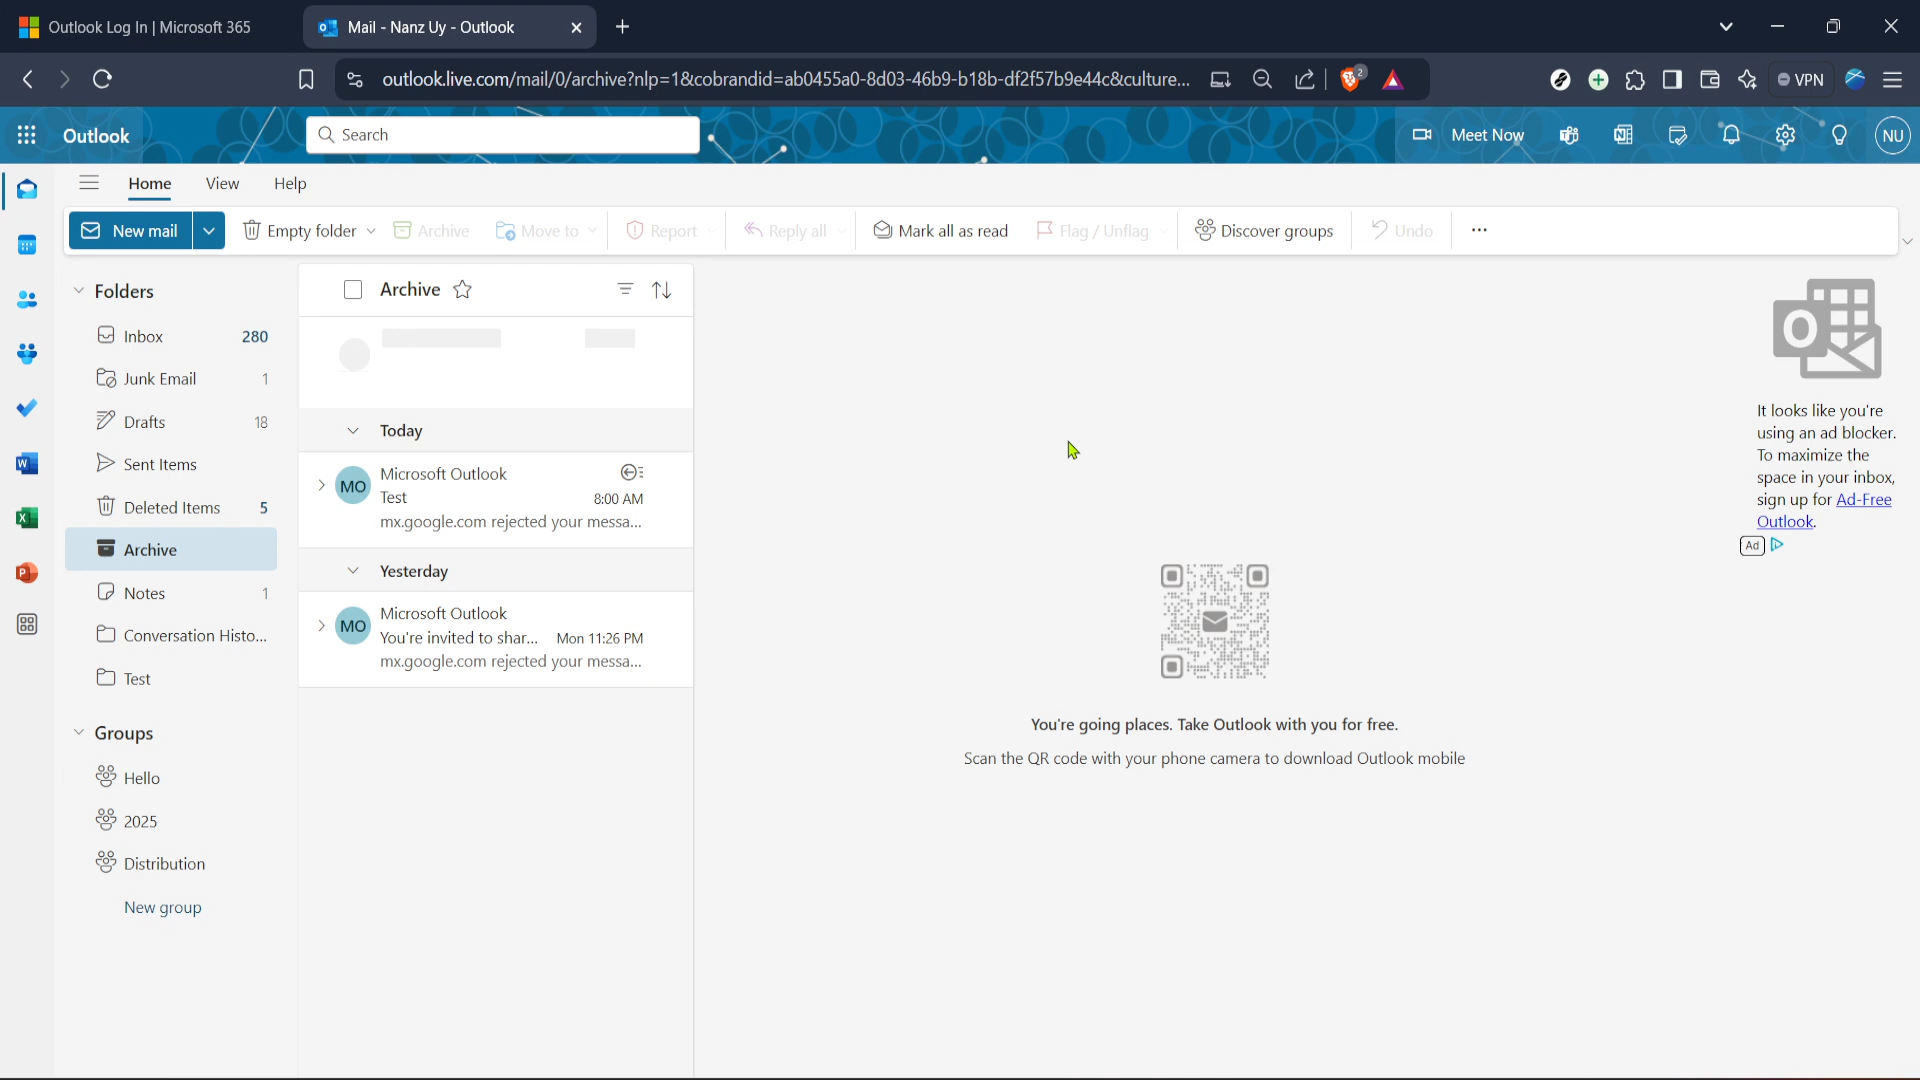 Outlook Log In | Microsoft 365
Mail - Nanz Uy - Outlook
outlook.live.com/mail/0/archive?nlp=1&cobrandid=ab0455a0-8d03-46b9-b18b-df2f57b9e44c&culture...
2
VPN
Outlook
Search
Meet Now
NU
Home View Help
New mail Empty folder Archive Move to Report Reply all Mark all as read Flag / Unflag Discover groups Undo ...
Folders
Inbox 280
Junk Email 1
Drafts 18
Sent Items
Deleted Items 5
Archive
Notes 1
Conversation Histo...
Test
Groups
Hello
2025
Distribution
New group
Archive
Today
MO
Microsoft Outlook
Test 8:00 AM
mx.google.com rejected your messa...
Yesterday
MO
Microsoft Outlook
You're invited to shar... Mon 11:26 PM
mx.google.com rejected your messa...
You're going places. Take Outlook with you for free.
Scan the QR code with your phone camera to download Outlook mobile
It looks like you're
using an ad blocker.
To maximize the
space in your inbox,
sign up for Ad-Free
Outlook.
Ad